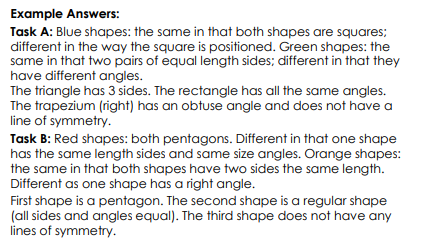 Example Answers:
Task A: Blue shapes: the same in that both shapes are squares;
different in the way the square is positioned. Green shapes: the
same in that two pairs of equal length sides; different in that they
have different angles.
The triangle has 3 sides. The rectangle has all the same angles.
The trapezium (right) has an obtuse angle and does not have a
line of symmetry.
Task B: Red shapes: both pentagons. Different in that one shape
has the same length sides and same size angles. Orange shapes:
the same in that both shapes have two sides the same length.
Different as one shape has a right angle.
First shape is a pentagon. The second shape is a regular shape
(all sides and angles equal). The third shape does not have any
lines of symmetry.